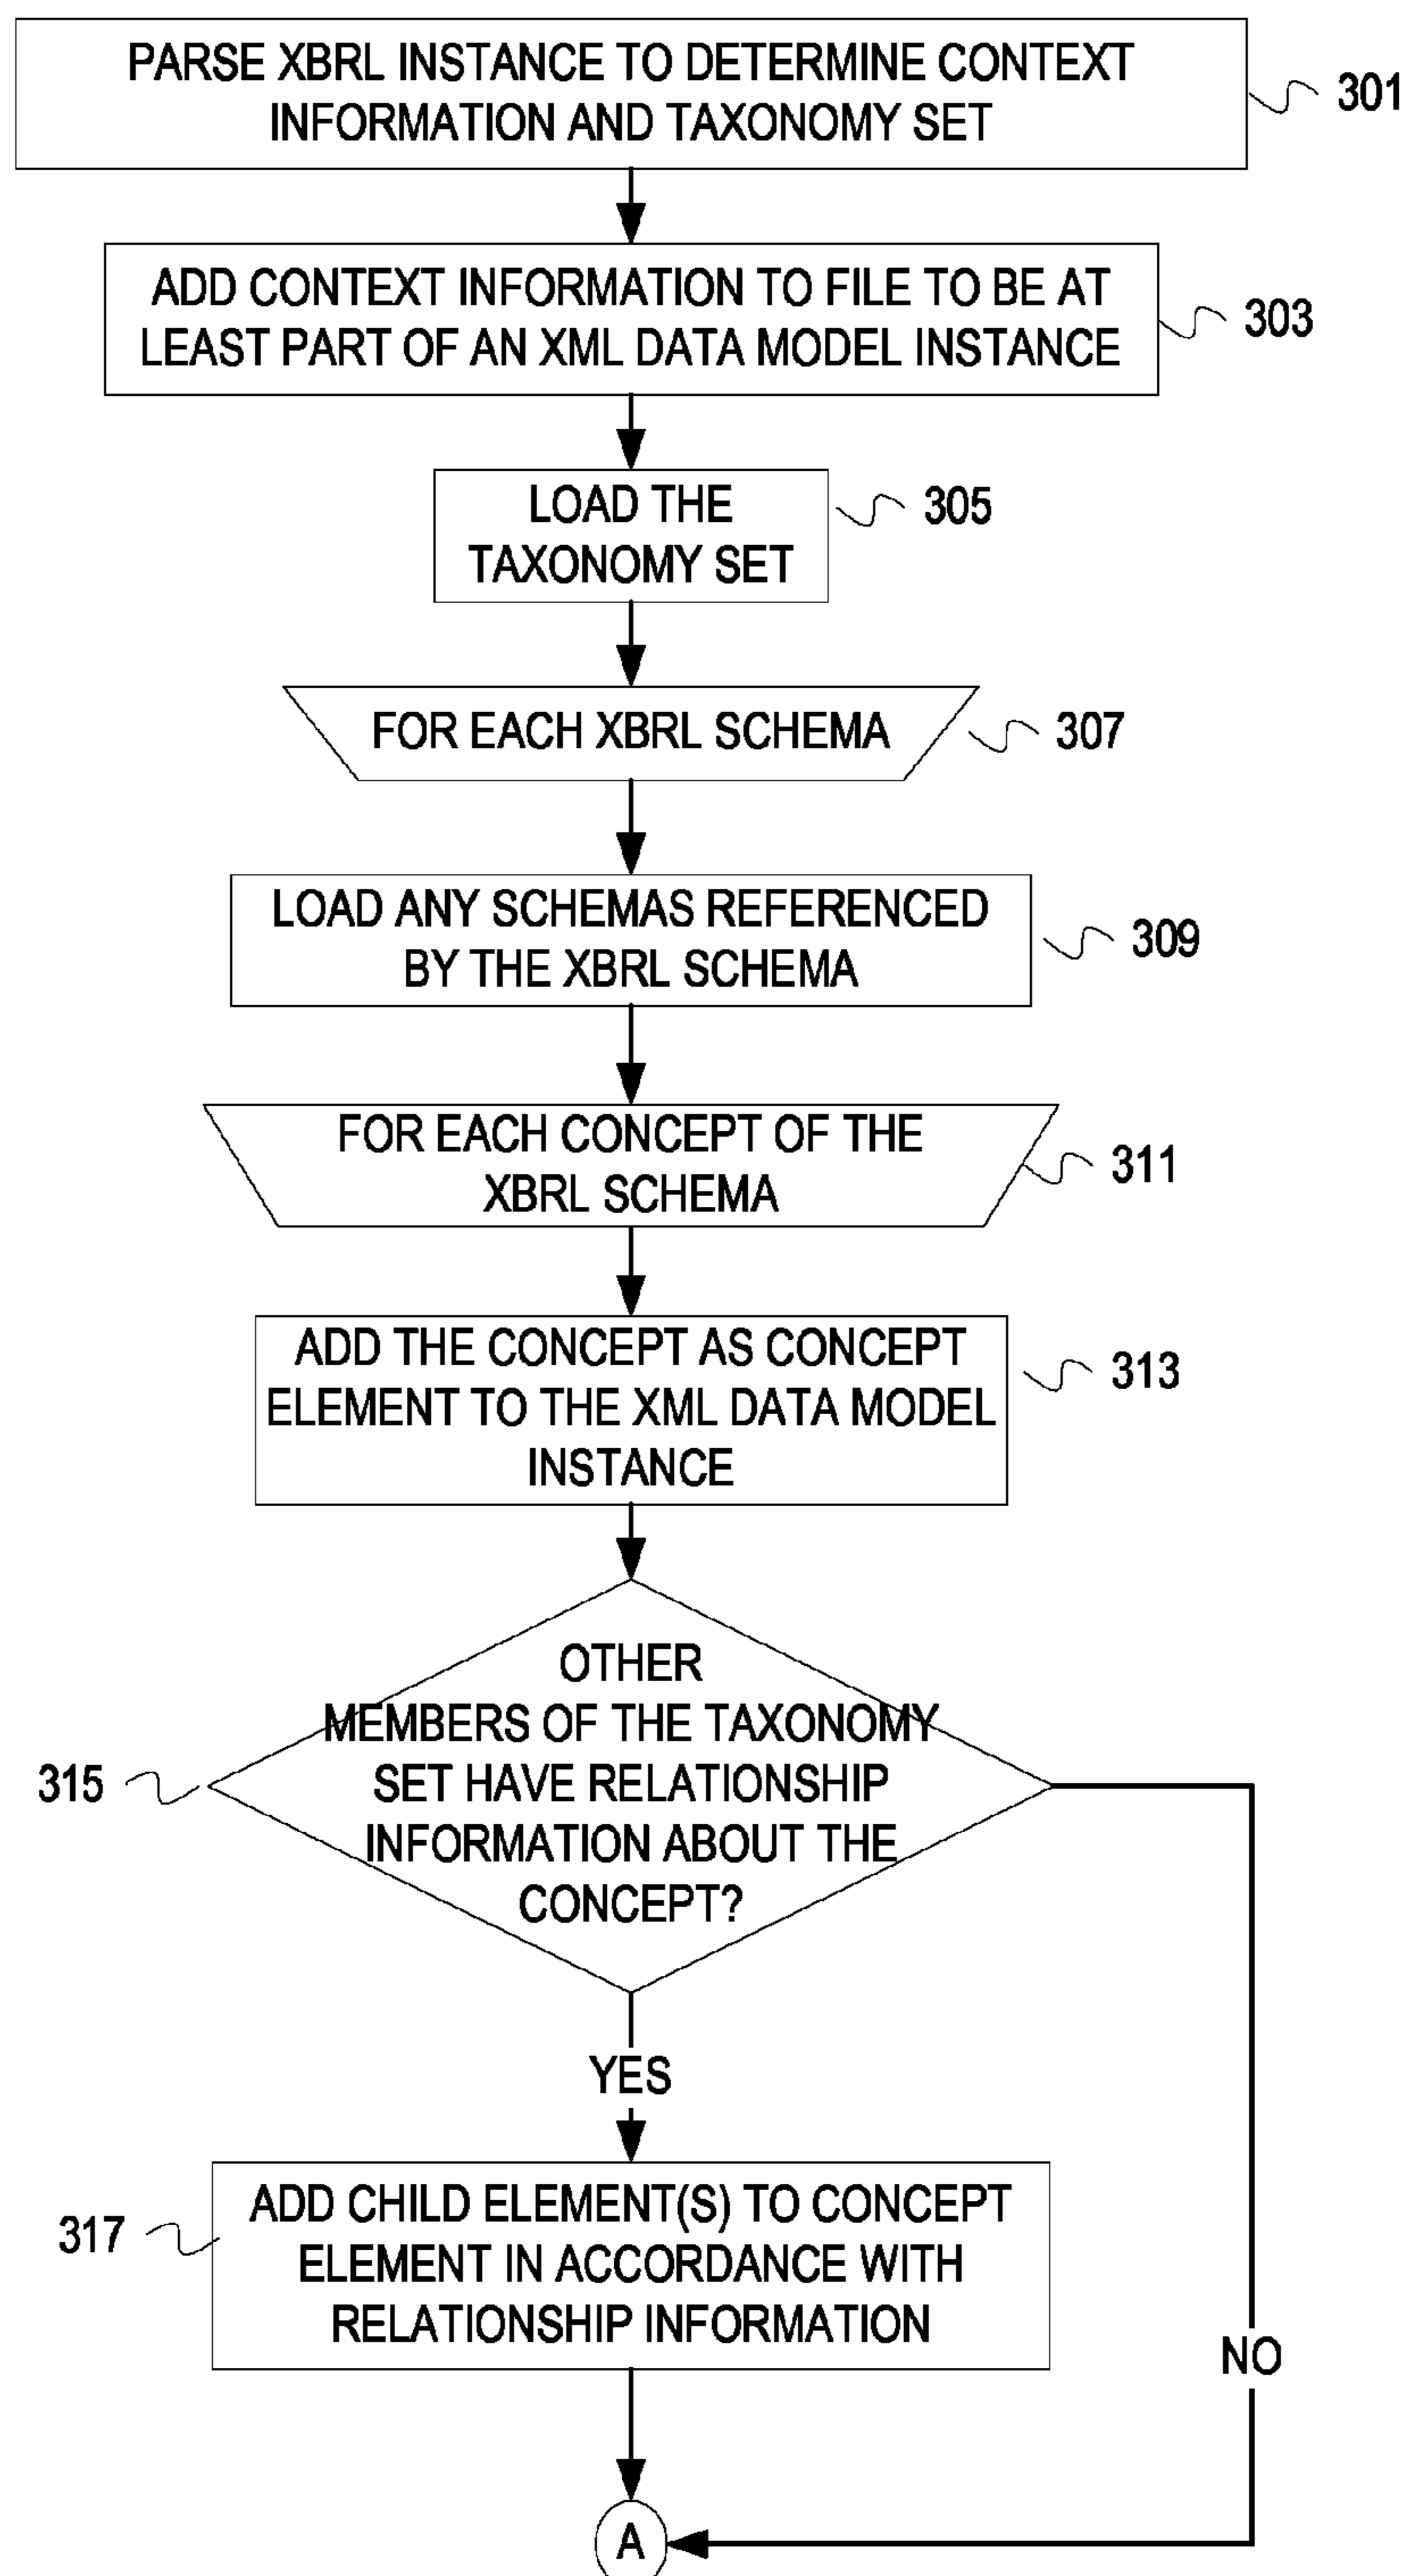 PARSE XBRL INSTANCE TO DETERMINE CONTEXT
INFORMATION AND TAXONOMY SET
301
ADD CONTEXT INFORMATION TO FILE TO BE AT
LEAST PART OF AN XML DATA MODEL INSTANCE
303
LOAD THE
TAXONOMY SET
305
FOR EACH XBRL SCHEMA
307
LOAD ANY SCHEMAS REFERENCED
BY THE XBRL SCHEMA
309
FOR EACH CONCEPT OF THE
XBRL SCHEMA
311
ADD THE CONCEPT AS CONCEPT
ELEMENT TO THE XML DATA MODEL
INSTANCE
313
OTHER
MEMBERS OF THE TAXONOMY
SET HAVE RELATIONSHIP
INFORMATION ABOUT THE
CONCEPT?
315
YES
ADD CHILD ELEMENT(S) TO CONCEPT
ELEMENT IN ACCORDANCE WITH
RELATIONSHIP INFORMATION
317
NO
A